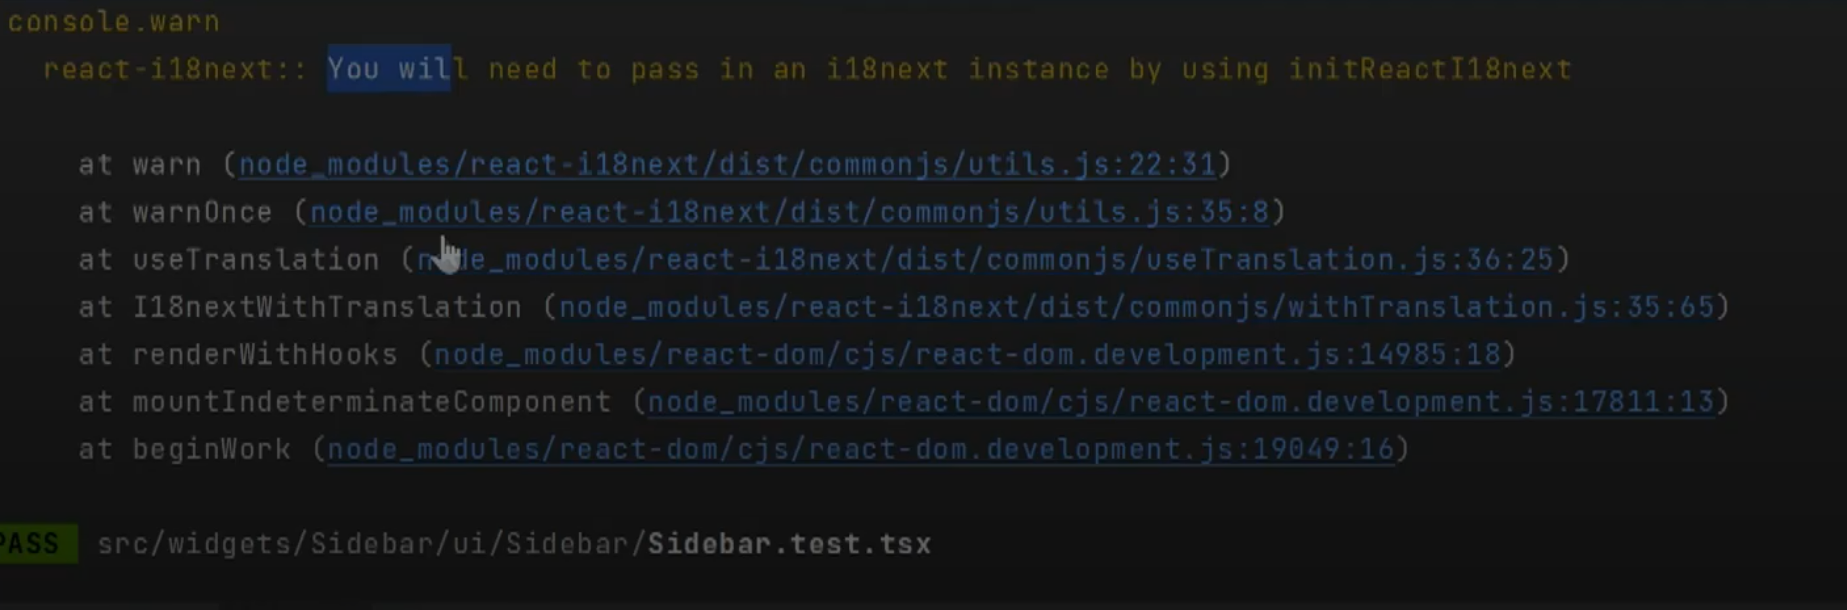 console.warn
react-i18next:: You will need to pass in an i18next instance by using initReactI18next
at warn (node_modules/react-i18next/dist/commonjs/utils.js:22:31)
at warnOnce (node_modules/react-i18next/dist/commonjs/utils.js:35:8)
at useTranslation (node_modules/react-i18next/dist/commonjs/useTranslation.js:36:25)
at I18nextWithTranslation (node_modules/react-i18next/dist/commonjs/withTranslation.js:35:65)
at renderWithHooks (node_modules/react-dom/cjs/react-dom.development.js:14985:18)
at mountIndeterminateComponent (node_modules/react-dom/cjs/react-dom.development.js:17811:13)
at beginWork (node_modules/react-dom/cjs/react-dom.development.js:19049:16)
PASS src/widgets/Sidebar/ui/Sidebar/Sidebar.test.tsx